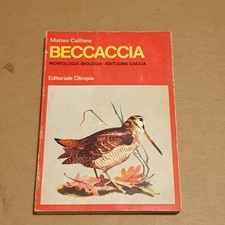 Matteo Califano
BECCACCIA
MORFOLOGIA-BIOLOGIA-ABITUDINI-CACCIA
Editoriale Olimpia